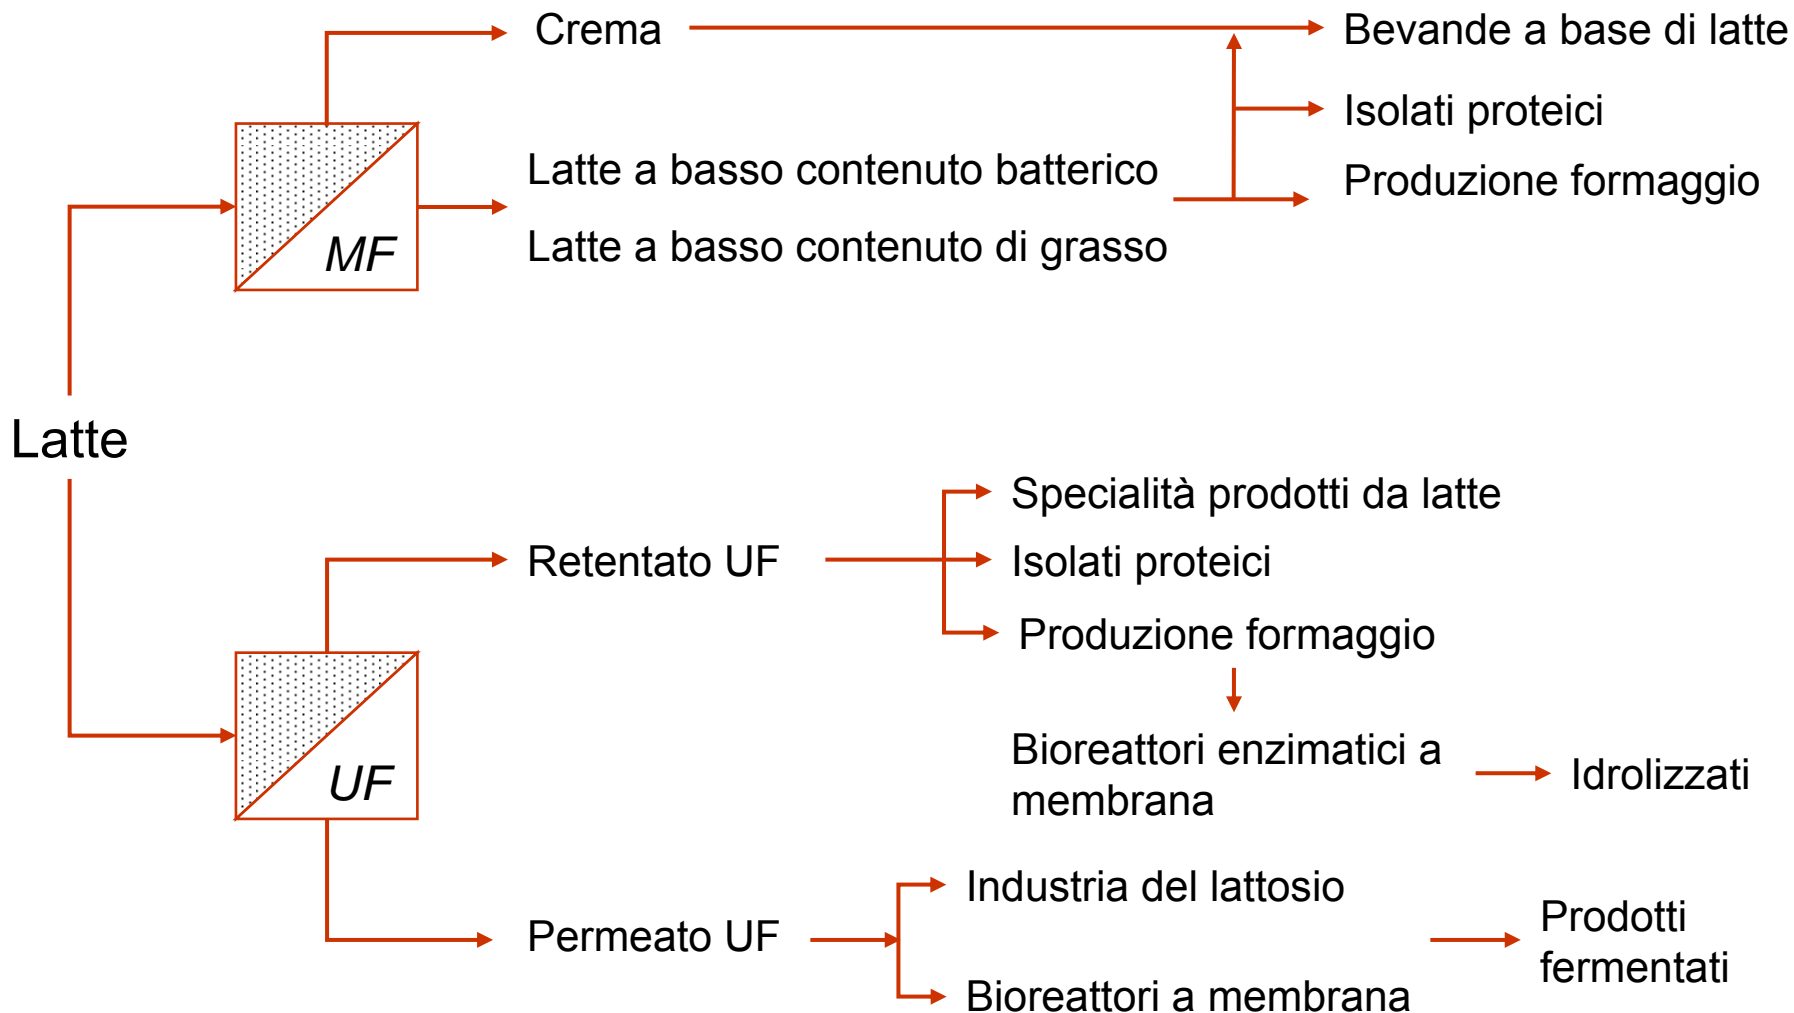 Crema
Bevande a base di latte
Isolati proteici
Latte a basso contenuto batterico
Produzione formaggio
MF
Latte a basso contenuto di grasso
Latte
Specialità prodotti da latte
Retentato UF
Isolati proteici
Produzione formaggio
UF
Bioreattori enzimatici a
membrana
Idrolizzati
Industria del lattosio
Permeato UF
Prodotti
fermentati
Bioreattori a membrana